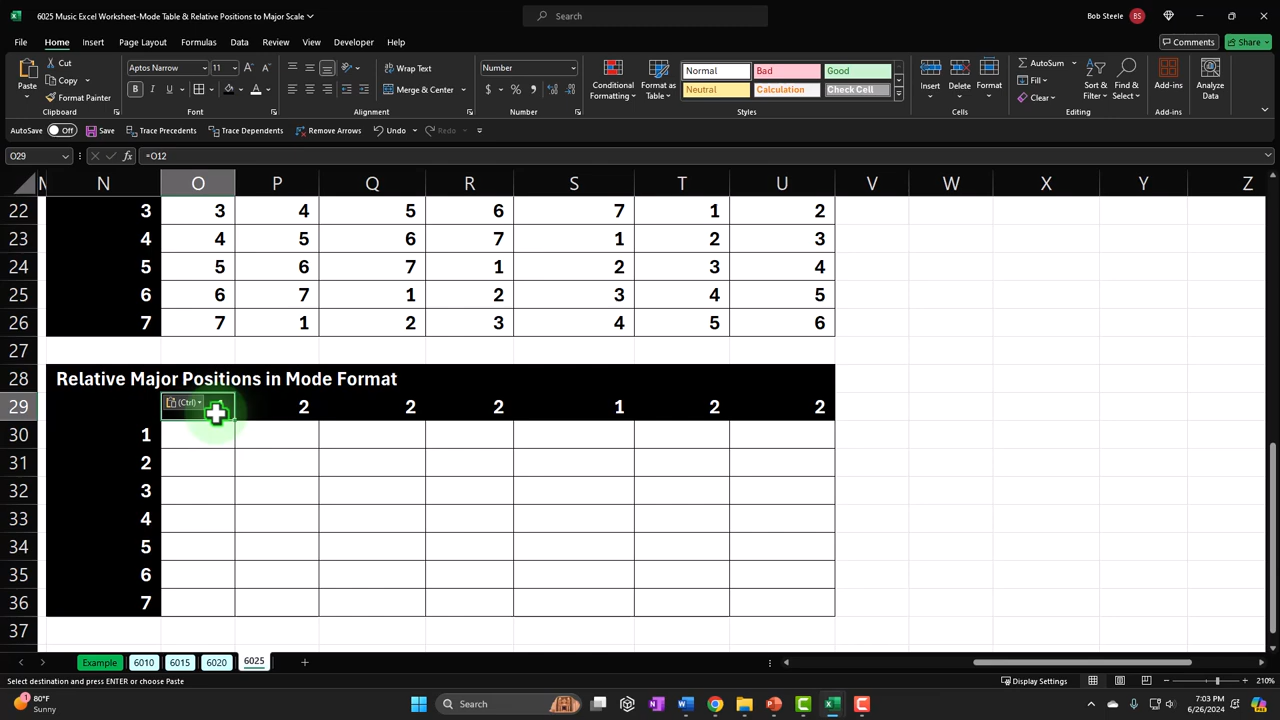 6025 Music Excel Worksheet-Mode Table & Relative Positions to Major Scale
Search
Bob Steele
BS
File Home Insert Page Layout Formulas Data Review View Developer Help
Comments Share
Paste
Cut
Copy
Format Painter
Clipboard
Aptos Narrow 11
B I U
Font
Wrap Text
Merge & Center
Alignment
Number
$ % 9
Number
Conditional Formatting
Format as Table
Normal Bad Good
Neutral Calculation Check Cell
Styles
Insert Delete Format
Cells
AutoSum
Fill
Clear
Sort & Filter
Find & Select
Editing
Add-ins
Add-ins
Analyze Data
AutoSave Off Save Trace Precedents Trace Dependents Remove Arrows Undo Redo
O29 fx =O12
M N O P Q R S T U V W X Y Z
22 3 3 4 5 6 7 1 2
23 4 4 5 6 7 1 2 3
24 5 5 6 7 1 2 3 4
25 6 6 7 1 2 3 4 5
26 7 7 1 2 3 4 5 6
27
28 Relative Major Positions in Mode Format
29 (Ctrl) 2 2 2 1 2 2
30 1
31 2
32 3
33 4
34 5
35 6
36 7
37
Example 6010 6015 6020 6025
Select destination and press ENTER or choose Paste
Display Settings
210%
80°F
Sunny
Search
7:03 PM
6/26/2024